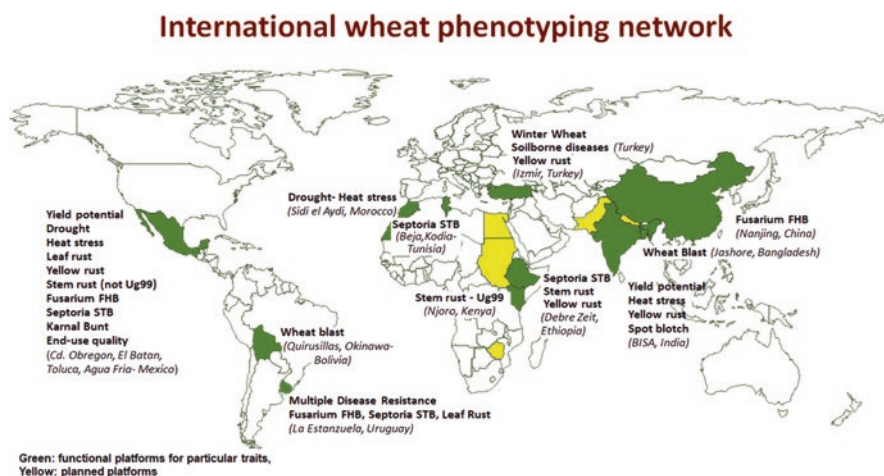 International wheat phenotyping network
Winter Wheat
Soilborne diseases (Turkey)
Yellow rust
(Izmir, Turkey)
Drought- Heat stress
(Sidi el Aydi, Morocco)
Septoria STB
(Beja,Kodia-
Tunisia)
Yield potential
Drought
Heat stress
Leaf rust
Yellow rust
Stem rust (not Ug99)
Fusarium FHB
Septoria STB
Karnal Bunt
End-use quality
(Cd. Obregon, El Batan,
Toluca, Agua Fria- Mexico)
Fusarium FHB
(Nanjing, China)
Wheat Blast (Jashore, Bangladesh)
Septoria STB
Stem rust
Yellow rust
(Debre Zeit,
Ethiopia)
Stem rust - Ug99
(Njoro, Kenya)
Yield potential
Heat stress
Yellow rust
Spot blotch
(BISA, India)
Wheat blast
(Quirusillas, Okinawa-
Bolivia)
Multiple Disease Resistance
Fusarium FHB, Septoria STB, Leaf Rust
(La Estanzuela, Uruguay)
Green: functional platforms for particular traits,
Yellow: planned platforms